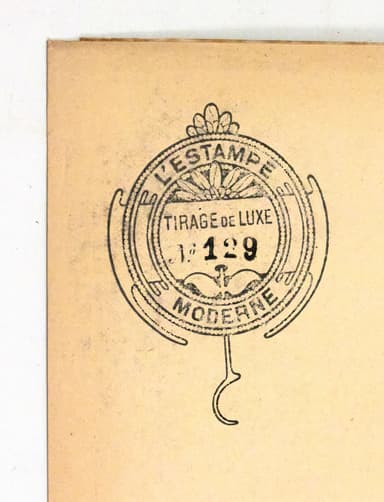 L'ESTAMPE
TIRAGE DE LUXE
Nº 129
MODERNE